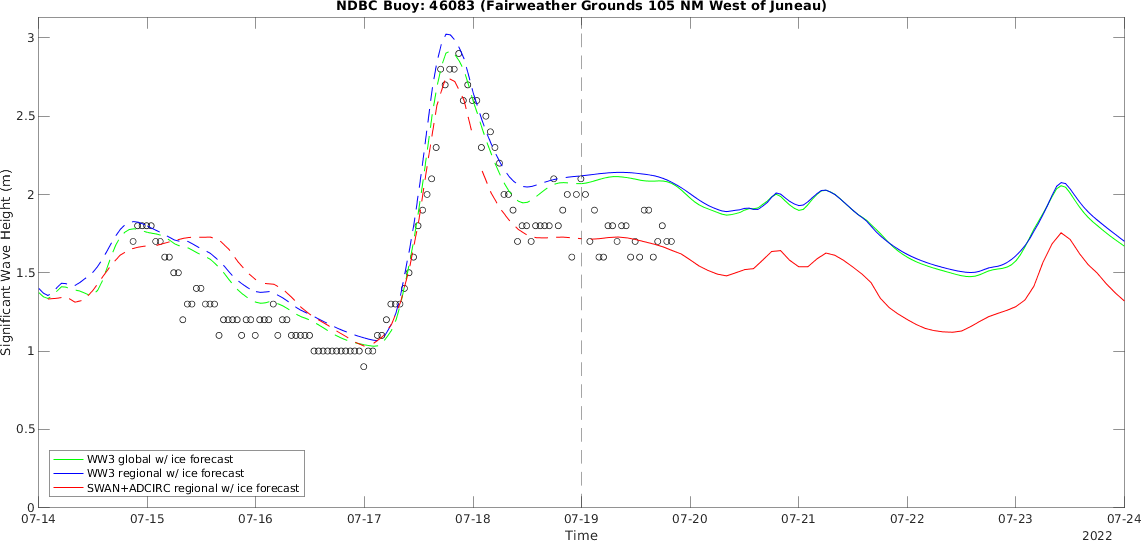 NDBC Buoy: 46083 (Fairweather Grounds 105 NM West of Juneau)
Significant Wave Height (m)
3
2.5
2
1.5
1
0.5
0
WW3 global w/ ice forecast
WW3 regional w/ ice forecast
SWAN+ADCIRC regional w/ ice forecast
07-14 07-15 07-16 07-17 07-18 07-19 07-20 07-21 07-22 07-23 07-24
Time
2022